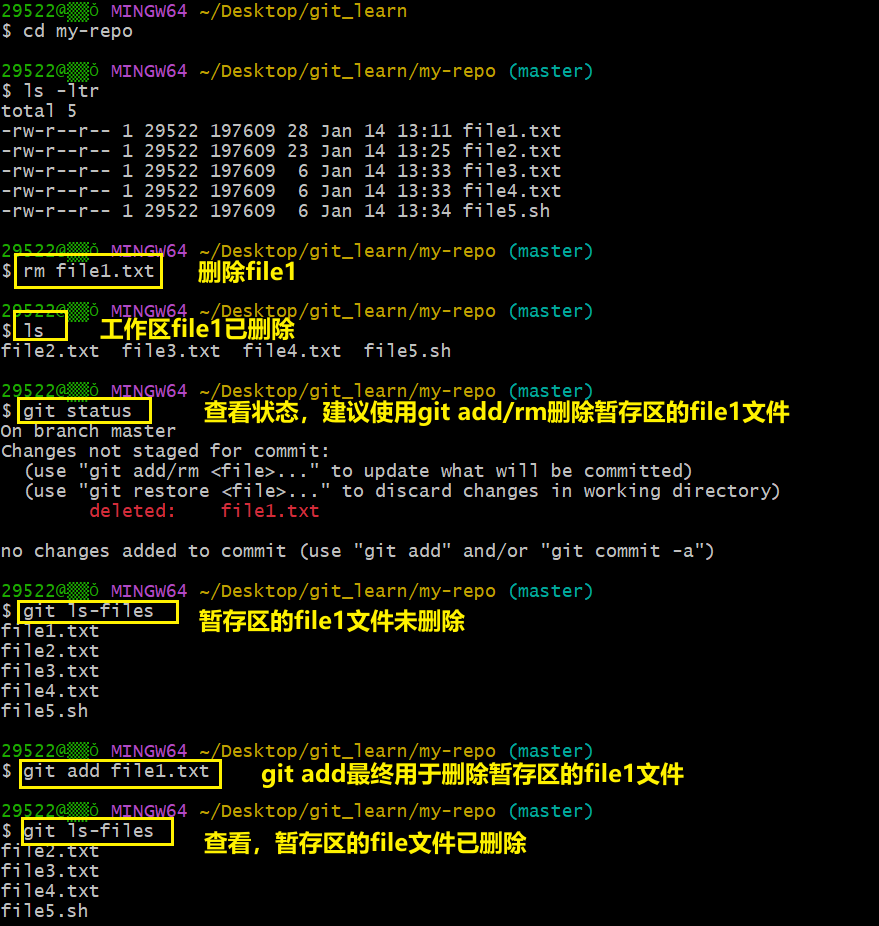 29522@▒▒ǒ MINGW64 ~/Desktop/git_learn
$ cd my-repo
29522@▒▒ǒ MINGW64 ~/Desktop/git_learn/my-repo (master)
$ ls -ltr
total 5
-rw-r--r-- 1 29522 197609 28 Jan 14 13:11 file1.txt
-rw-r--r-- 1 29522 197609 23 Jan 14 13:25 file2.txt
-rw-r--r-- 1 29522 197609  6 Jan 14 13:33 file3.txt
-rw-r--r-- 1 29522 197609  6 Jan 14 13:33 file4.txt
-rw-r--r-- 1 29522 197609  6 Jan 14 13:34 file5.sh
29522@▒▒ǒ MINGW64 ~/Desktop/git_learn/my-repo (master)
$ rm file1.txt 删除file1
29522@▒▒ǒ MINGW64 ~/Desktop/git_learn/my-repo (master)
$ ls 工作区file1已删除
file2.txt  file3.txt  file4.txt  file5.sh
29522@▒▒ǒ MINGW64 ~/Desktop/git_learn/my-repo (master)
$ git status 查看状态，建议使用git add/rm删除暂存区的file1文件
On branch master
Changes not staged for commit:
  (use "git add/rm <file>..." to update what will be committed)
  (use "git restore <file>..." to discard changes in working directory)
        deleted:    file1.txt
no changes added to commit (use "git add" and/or "git commit -a")
29522@▒▒ǒ MINGW64 ~/Desktop/git_learn/my-repo (master)
$ git ls-files 暂存区的file1文件未删除
file1.txt
file2.txt
file3.txt
file4.txt
file5.sh
29522@▒▒ǒ MINGW64 ~/Desktop/git_learn/my-repo (master)
$ git add file1.txt git add最终用于删除暂存区的file1文件
29522@▒▒ǒ MINGW64 ~/Desktop/git_learn/my-repo (master)
$ git ls-files 查看，暂存区的file文件已删除
file2.txt
file3.txt
file4.txt
file5.sh